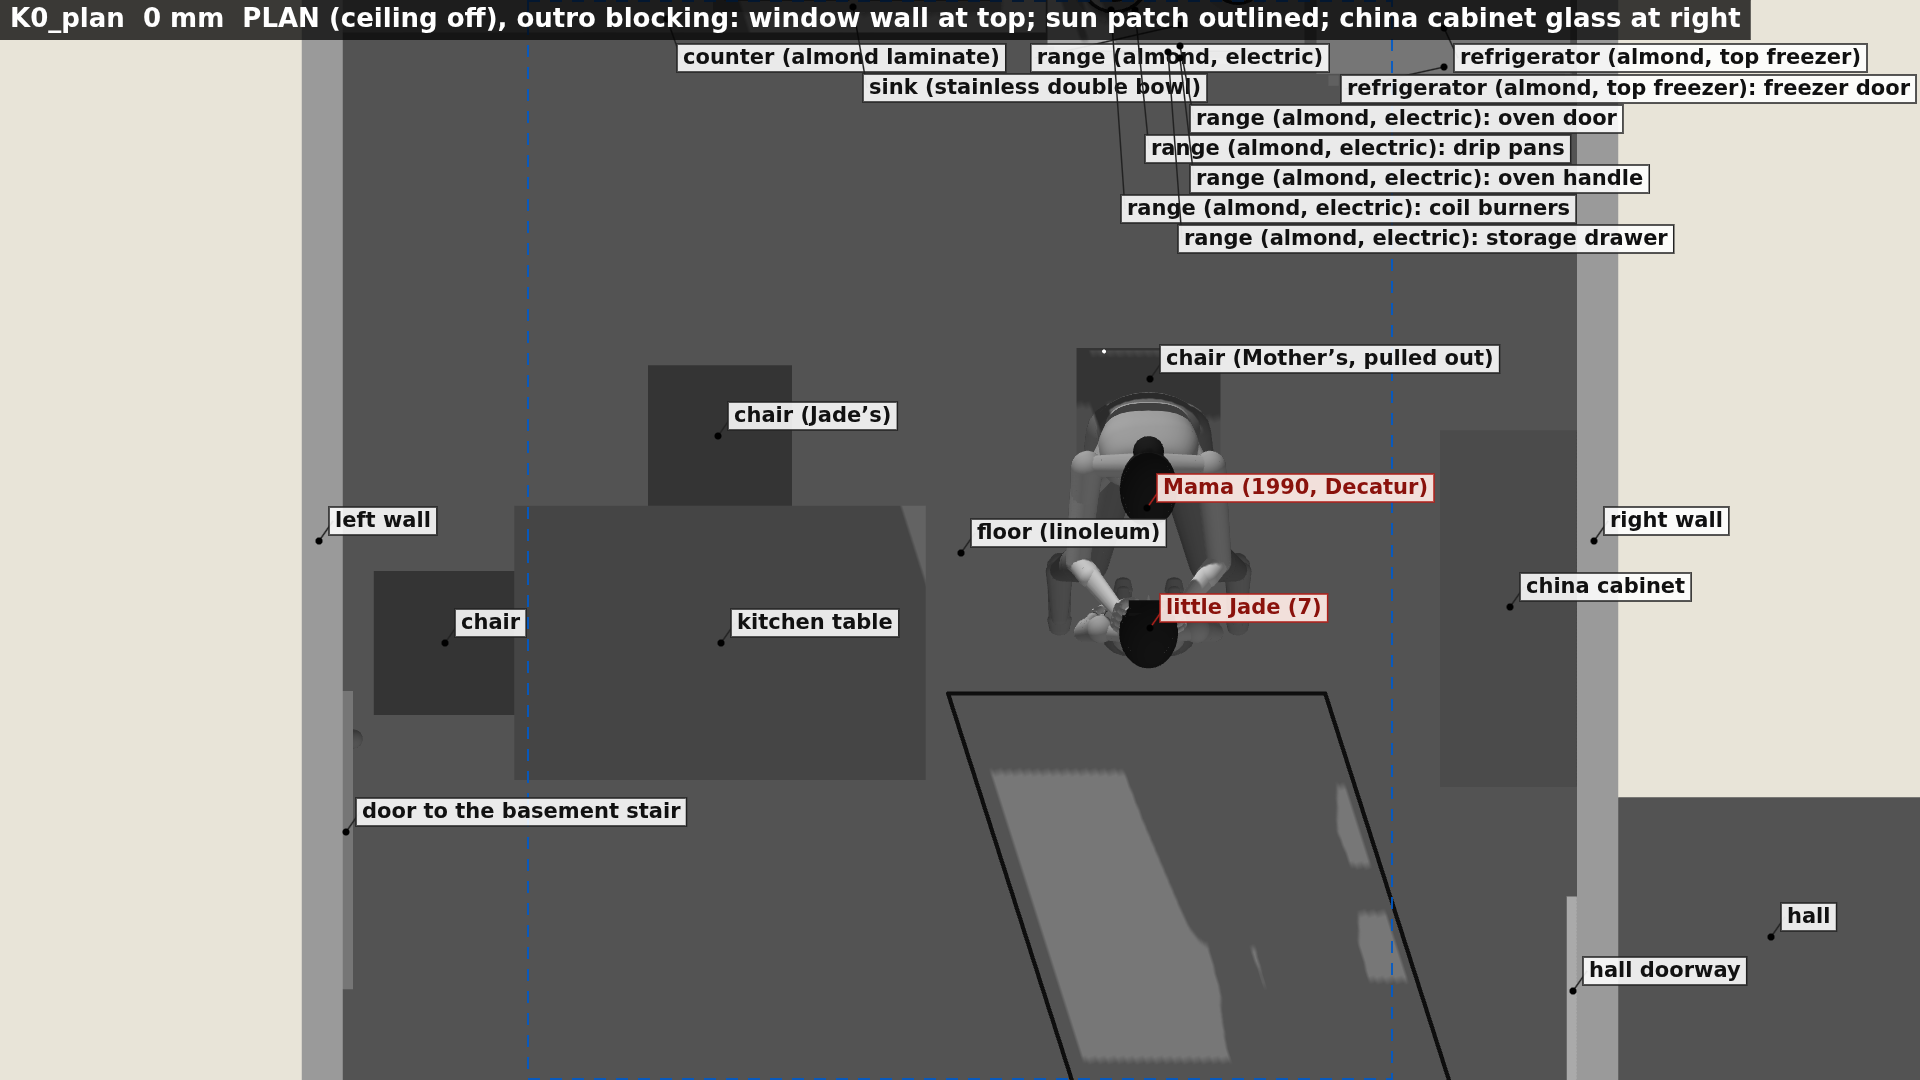 K0_plan 0 mm PLAN (ceiling off), outro blocking: window wall at top; sun patch outlined; china cabinet glass at right
counter (almond laminate)
range (almond, electric)
refrigerator (almond, top freezer)
sink (stainless double bowl)
refrigerator (almond, top freezer): freezer door
range (almond, electric): oven door
range (almond, electric): drip pans
range (almond, electric): oven handle
range (almond, electric): coil burners
range (almond, electric): storage drawer
chair (Mother’s, pulled out)
chair (Jade’s)
Mama (1990, Decatur)
left wall
floor (linoleum)
right wall
china cabinet
little Jade (7)
chair
kitchen table
door to the basement stair
hall
hall doorway